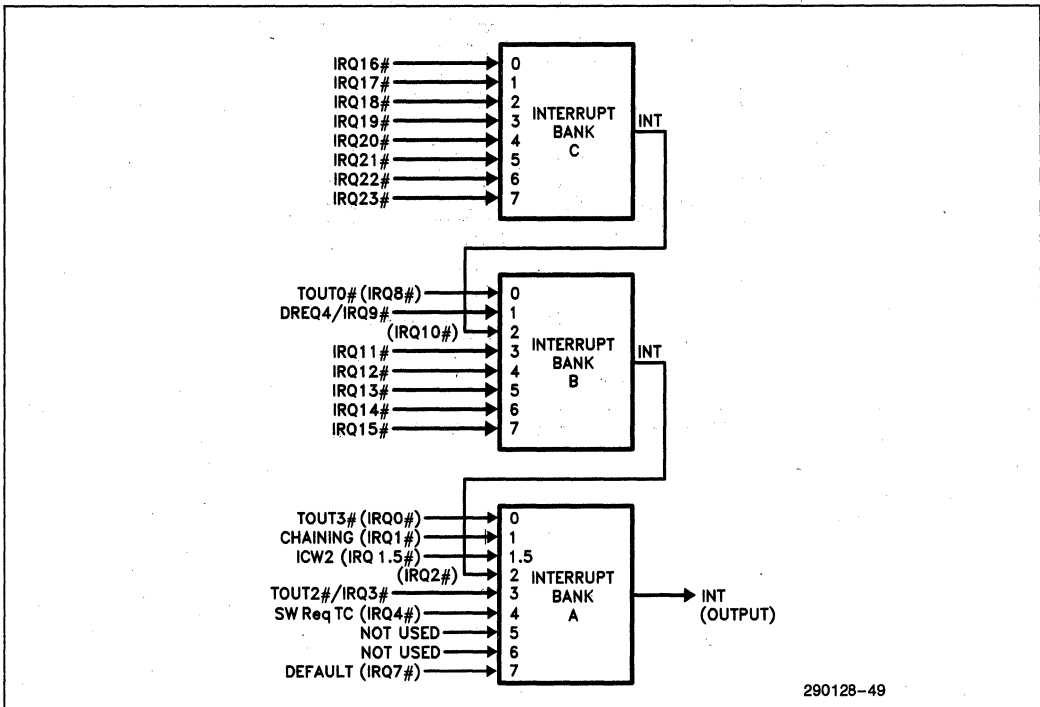 IRQ16# 0
IRQ17# 1
IRQ18# 2
IRQ19# 3
IRQ20# 4
IRQ21# 5
IRQ22# 6
IRQ23# 7
INTERRUPT
BANK
C
INT
TOUT0# (IRQ8#) 0
DREQ4/IRQ9# 1
(IRQ10#) 2
IRQ11# 3
IRQ12# 4
IRQ13# 5
IRQ14# 6
IRQ15# 7
INTERRUPT
BANK
B
INT
TOUT3# (IRQ0#) 0
CHAINING (IRQ1#) 1
ICW2 (IRQ 1.5#) 1.5
(IRQ2#) 2
TOUT2#/IRQ3# 3
SW Req TC (IRQ4#) 4
NOT USED 5
NOT USED 6
DEFAULT (IRQ7#) 7
INTERRUPT
BANK
A
INT
(OUTPUT)
290128-49